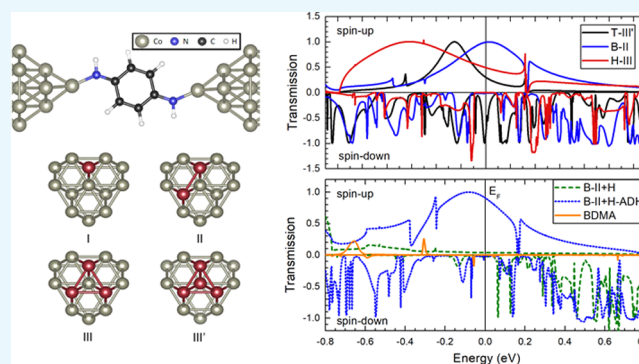 Co N C H
I II
III III'
Transmission
1.0
0.5
0.0
-0.5
-1.0
-1.5
spin-up
T-III'
B-II
H-III
spin-down
Transmission
1.5
1.0
0.5
0.0
-0.5
-1.0
spin-up
E_F
B-II+H
B-II+H-ADH
BDMA
spin-down
-0.8 -0.6 -0.4 -0.2 0.0 0.2 0.4 0.6
Energy (eV)